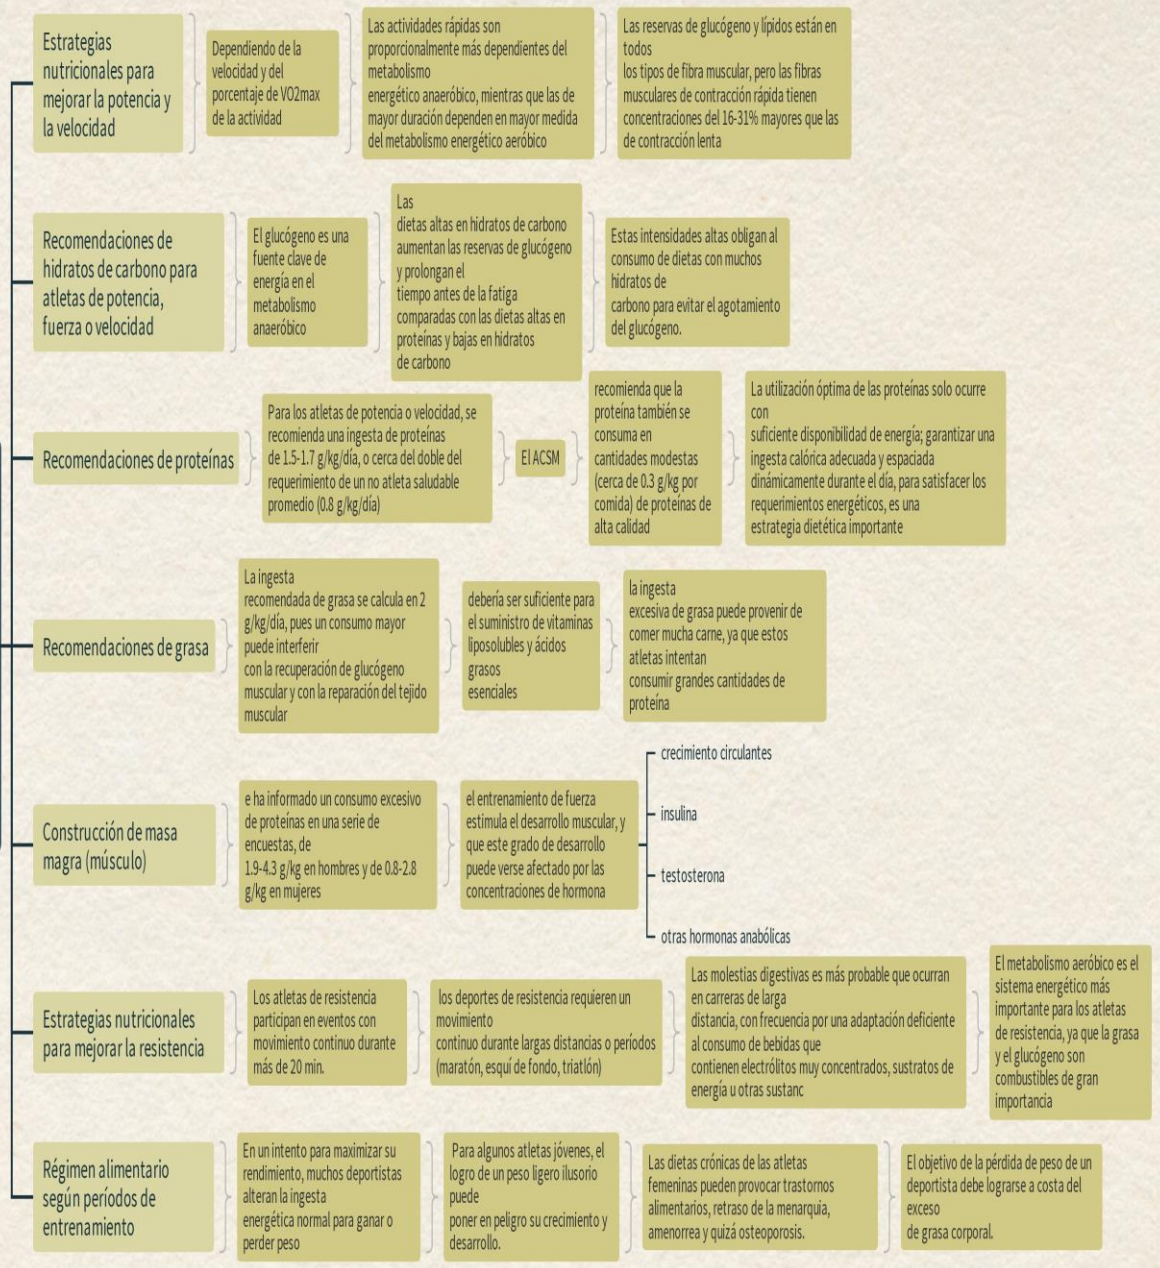 Estrategias
nutricionales para
mejorar la potencia y
la velocidad
Dependiendo de la
velocidad y del
porcentaje de VO2max
de la actividad
Las actividades rápidas son
proporcionalmente más dependientes del
metabolismo
energético anaeróbico, mientras que las de
mayor duración dependen en mayor medida
del metabolismo energético aeróbico
Las reservas de glucógeno y lípidos están en
todos
los tipos de fibra muscular, pero las fibras
musculares de contracción rápida tienen
concentraciones del 16-31% mayores que las
de contracción lenta
Recomendaciones de
hidratos de carbono para
atletas de potencia,
fuerza o velocidad
El glucógeno es una
fuente clave de
energía en el
metabolismo
anaeróbico
Las
dietas altas en hidratos de carbono
aumentan las reservas de glucógeno
y prolongan el
tiempo antes de la fatiga
comparadas con las dietas altas en
proteínas y bajas en hidratos
de carbono
Estas intensidades altas obligan al
consumo de dietas con muchos
hidratos de
carbono para evitar el agotamiento
del glucógeno.
Recomendaciones de proteínas
Para los atletas de potencia o velocidad, se
recomienda una ingesta de proteínas
de 1.5-1.7 g/kg/día, o cerca del doble del
requerimiento de un no atleta saludable
promedio (0.8 g/kg/día)
El ACSM
recomienda que la
proteína también se
consuma en
cantidades modestas
(cerca de 0.3 g/kg por
comida) de proteínas de
alta calidad
La utilización óptima de las proteínas solo ocurre
con
suficiente disponibilidad de energía; garantizar una
ingesta calórica adecuada y espaciada
dinámicamente durante el día, para satisfacer los
requerimientos energéticos, es una
estrategia dietética importante
Recomendaciones de grasa
La ingesta
recomendada de grasa se calcula en 2
g/kg/día, pues un consumo mayor
puede interferir
con la recuperación de glucógeno
muscular y con la reparación del tejido
muscular
debería ser suficiente para
el suministro de vitaminas
liposolubles y ácidos
grasos
esenciales
la ingesta
excesiva de grasa puede provenir de
comer mucha carne, ya que estos
atletas intentan
consumir grandes cantidades de
proteína
Construcción de masa
magra (músculo)
e ha informado un consumo excesivo
de proteínas en una serie de
encuestas, de
1.9-4.3 g/kg en hombres y de 0.8-2.8
g/kg en mujeres
el entrenamiento de fuerza
estimula el desarrollo muscular, y
que este grado de desarrollo
puede verse afectado por las
concentraciones de hormona
crecimiento circulantes
insulina
testosterona
otras hormonas anabólicas
Estrategias nutricionales
para mejorar la resistencia
Los atletas de resistencia
participan en eventos con
movimiento continuo durante
más de 20 min.
los deportes de resistencia requieren un
movimiento
continuo durante largas distancias o períodos
(maratón, esquí de fondo, triatlón)
Las molestias digestivas es más probable que ocurran
en carreras de larga
distancia, con frecuencia por una adaptación deficiente
al consumo de bebidas que
contienen electrólitos muy concentrados, sustratos de
energía u otras sustanc
El metabolismo aeróbico es el
sistema energético más
importante para los atletas
de resistencia, ya que la grasa
y el glucógeno son
combustibles de gran
importancia
Régimen alimentario
según períodos de
entrenamiento
En un intento para maximizar su
rendimiento, muchos deportistas
alteran la ingesta
energética normal para ganar o
perder peso
Para algunos atletas jóvenes, el
logro de un peso ligero ilusorio
puede
poner en peligro su crecimiento y
desarrollo.
Las dietas crónicas de las atletas
femeninas pueden provocar trastornos
alimentarios, retraso de la menarquia,
amenorrea y quizá osteoporosis.
El objetivo de la pérdida de peso de un
deportista debe lograrse a costa del
exceso
de grasa corporal.